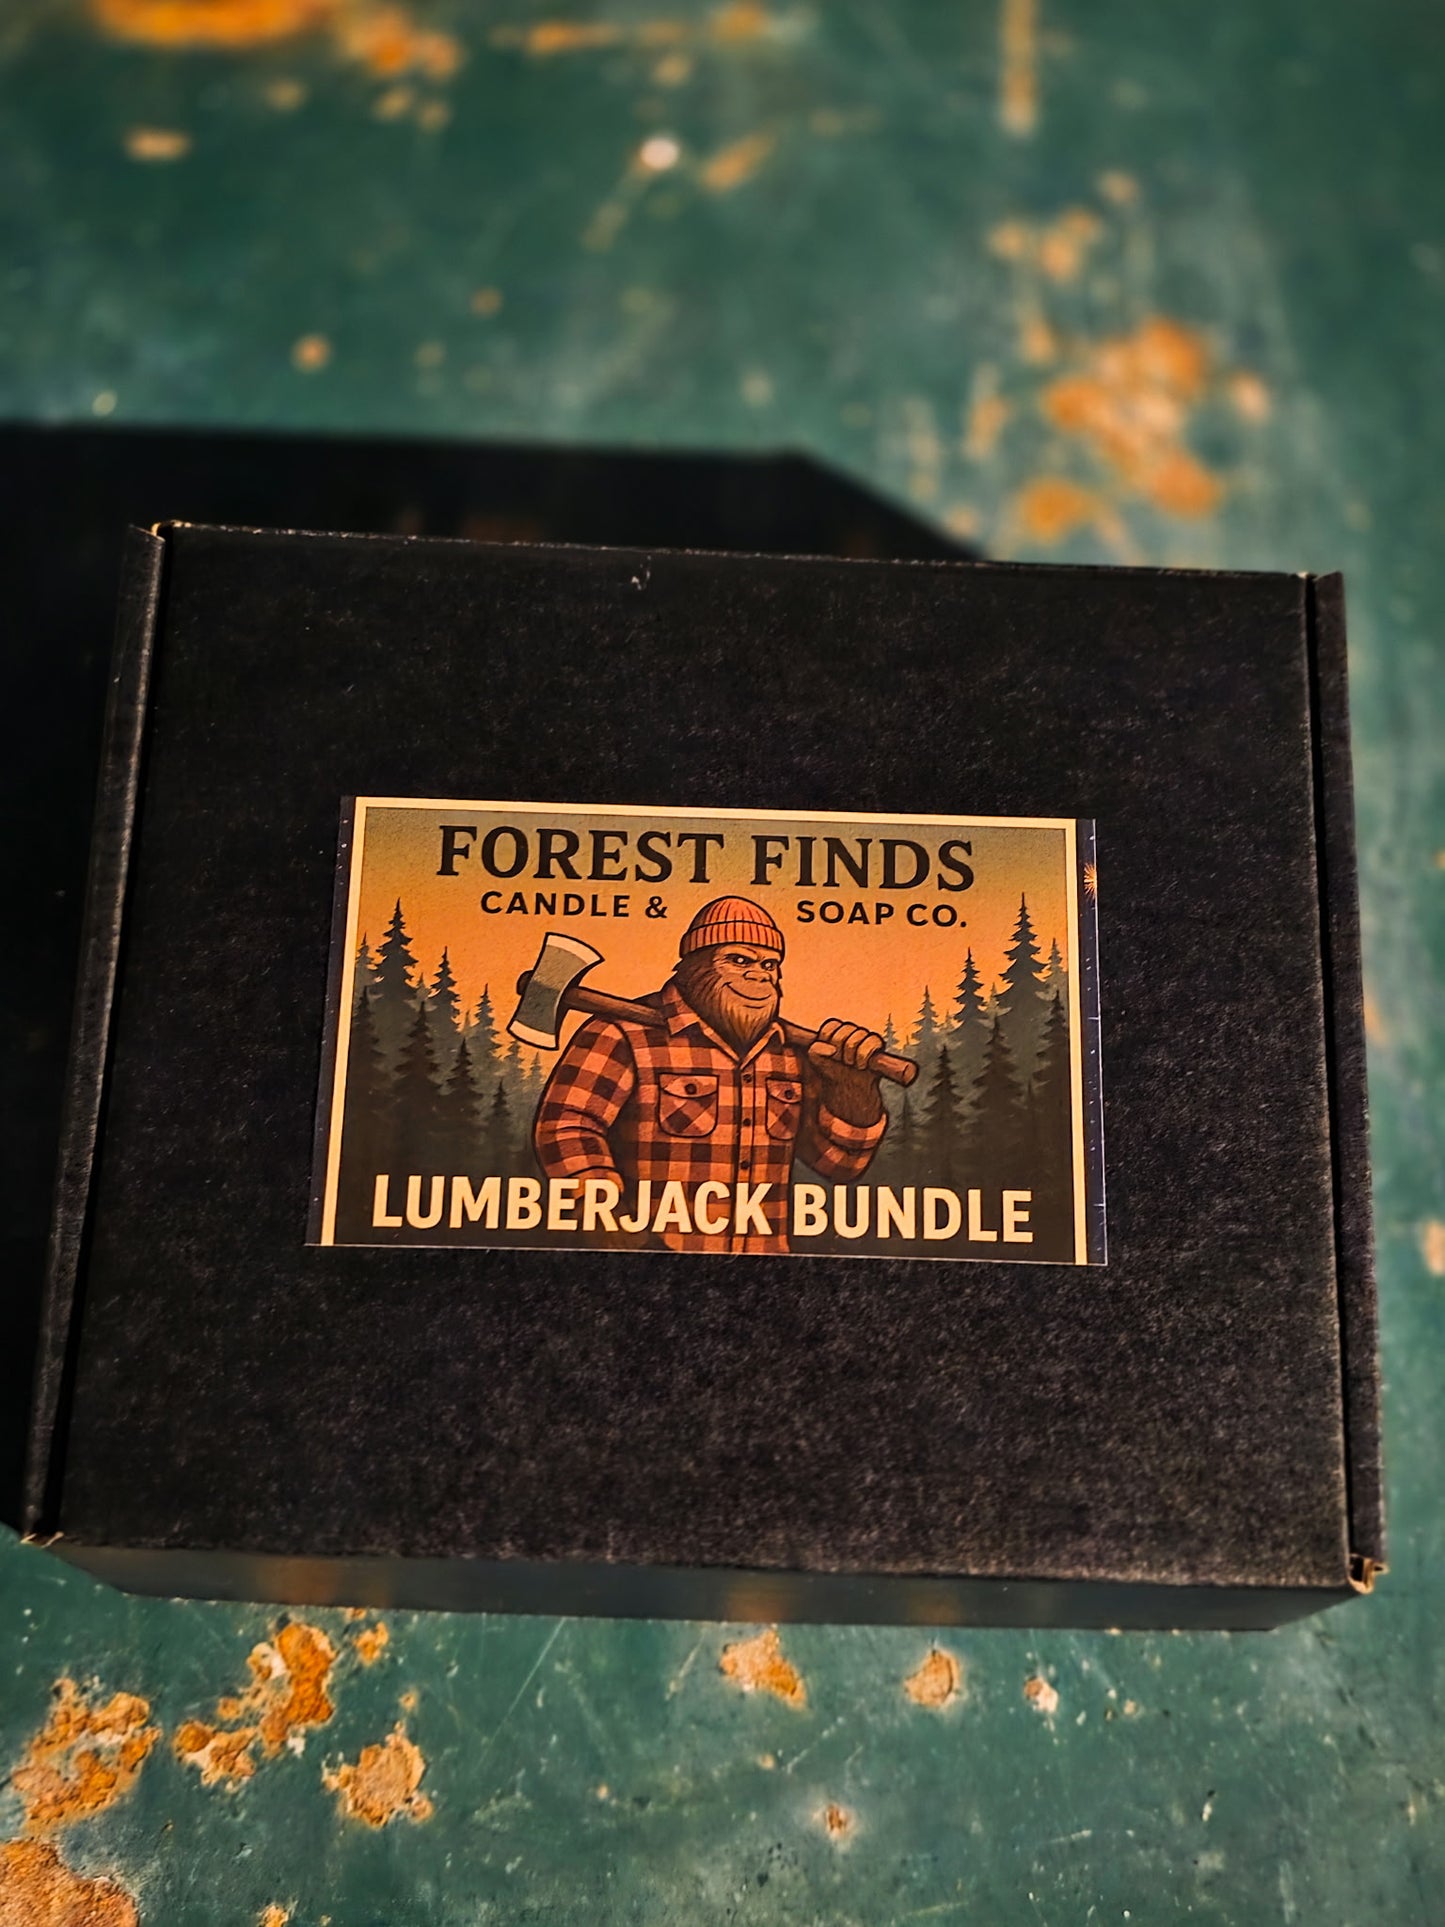 FOREST FINDS
CANDLE & SOAP CO.
LUMBERJACK BUNDLE